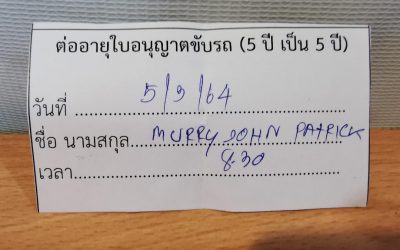 ต่ออายุใบอนุญาตขับรถ (5 ปี เป็น 5 ปี)
วันที่ 5/3/64
ชื่อ นามสกุล MURRY JOHN PATRICK
เวลา 8.30